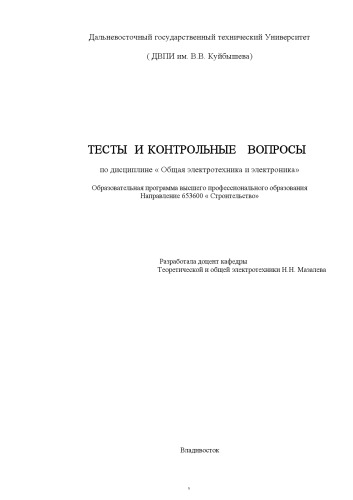 Дальневосточный государственный технический Университет
( ДВПИ им. В.В. Куйбышева)
ТЕСТЫ И КОНТРОЛЬНЫЕ ВОПРОСЫ
по дисциплине « Общая электротехника и электроника»
Образовательная программа высшего профессионального образования
Направление 653600 « Строительство»
Разработала доцент кафедры
Теоретической и общей электротехники Н.Н. Мазалева
Владивосток